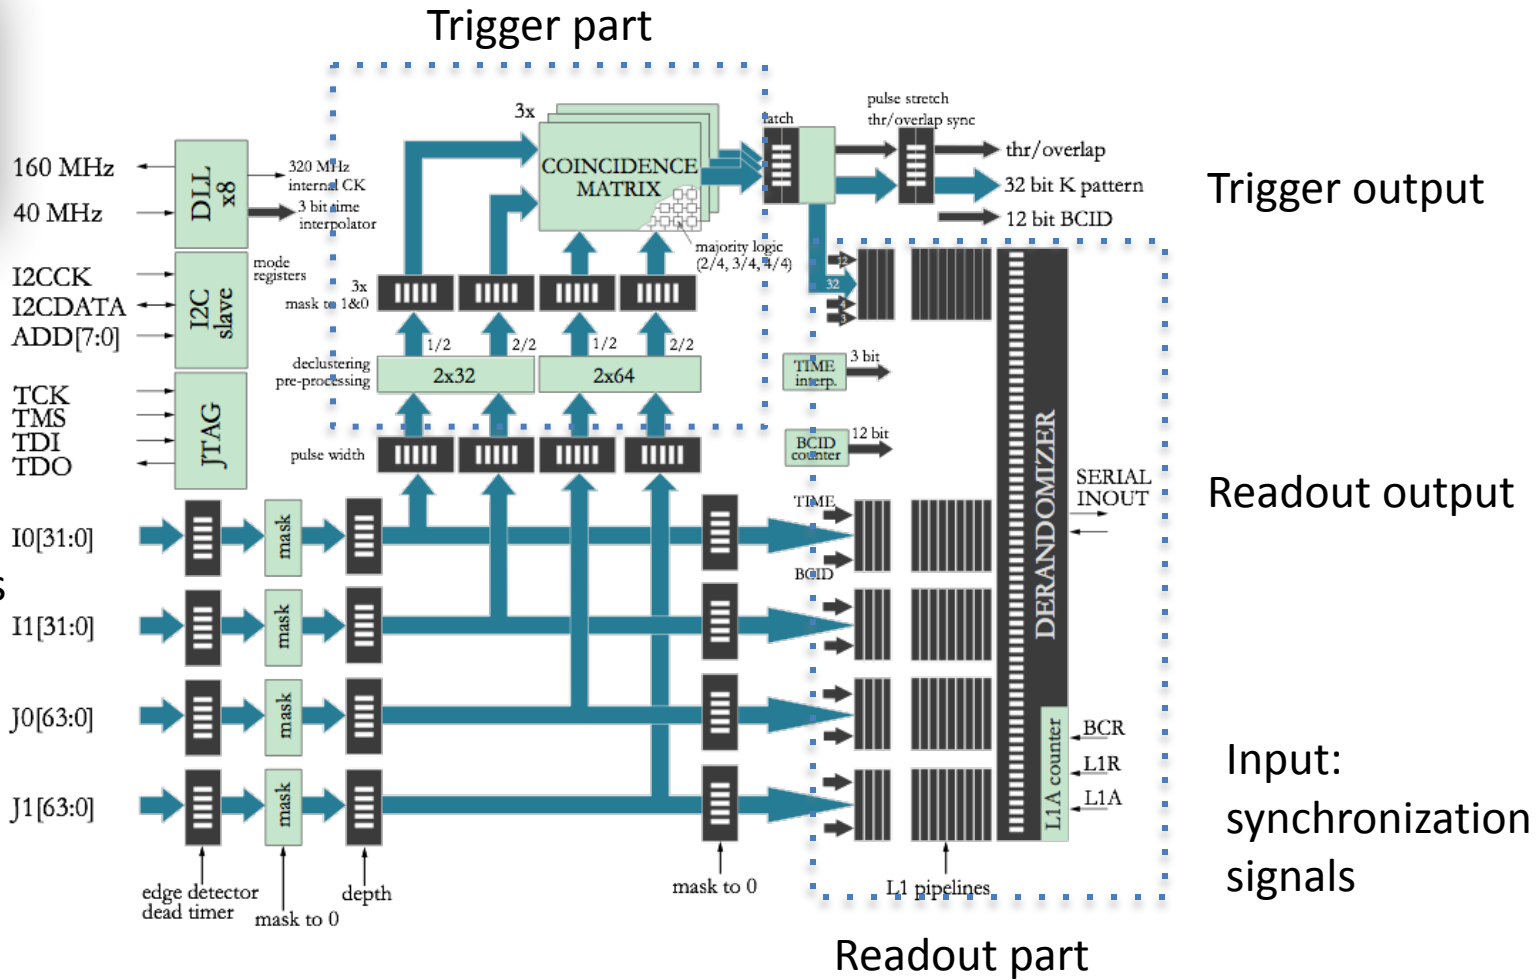 Trigger part
3x
COINCIDENCE
MATRIX
majority logic
(2/4, 3/4, 4/4)
latch
pulse stretch
thr/overlap sync
thr/overlap
32 bit K pattern
12 bit BCID
Trigger output
160 MHz
40 MHz
DLL
x8
320 MHz
internal CK
3 bit time
interpolator
I2CCK
I2CDATA
ADD[7:0]
I2C
slave
mode
registers
TCK
TMS
TDI
TDO
JTAG
3x
mask to 1&0
1/2
2/2
1/2
2/2
declustering
pre-processing
2x32
2x64
pulse width
12
32
4
3
TIME
interp.
3 bit
BCID
counter
12 bit
DERANDOMIZER
SERIAL
INOUT
Readout output
I0[31:0]
mask
TIME
BCID
s
I1[31:0]
mask
J0[63:0]
mask
J1[63:0]
mask
L1A counter
BCR
L1R
L1A
Input:
synchronization
signals
edge detector
dead timer
mask to 0
depth
mask to 0
L1 pipelines
Readout part